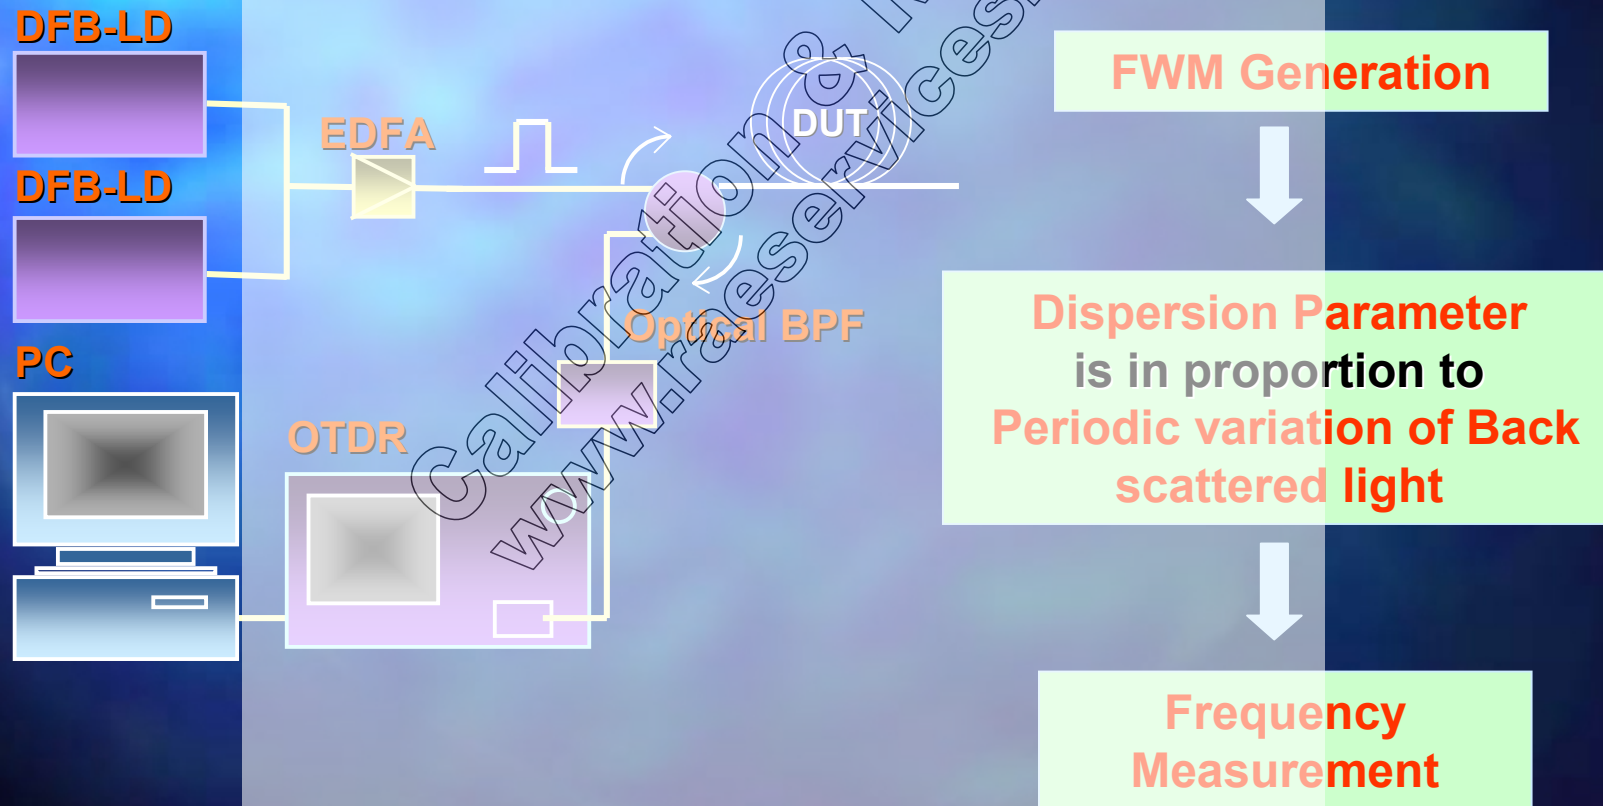 DFB-LD
EDFA
DUT
DFB-LD
Optical BPF
PC
OTDR
FWM Generation
Dispersion Parameter
is in proportion to
Periodic variation of Back
scattered light
Frequency
Measurement
Calibration &
www.raeservices